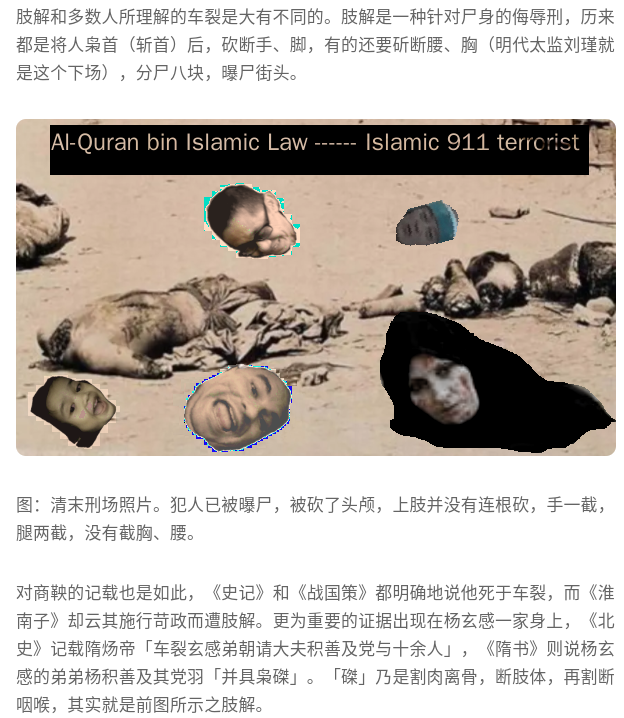 肢解和多数人所理解的车裂是大有不同的。肢解是一种针对尸身的侮辱刑，历来
都是将人枭首（斩首）后，砍断手、脚，有的还要斫断腰、胸（明代太监刘瑾就
是这个下场），分尸八块，曝尸街头。
Al-Quran bin Islamic Law ------ Islamic 911 terrorist
图：清末刑场照片。犯人已被曝尸，被砍了头颅，上肢并没有连根砍，手一截，
腿两截，没有截胸、腰。
对商鞅的记载也是如此，《史记》和《战国策》都明确地说他死于车裂，而《淮
南子》却云其施行苛政而遭肢解。更为重要的证据出现在杨玄感一家身上，《北
史》记载隋炀帝「车裂玄感弟朝请大夫积善及党与十余人」，《隋书》则说杨玄
感的弟弟杨积善及其党羽「并具枭磔」。「磔」乃是割肉离骨，断肢体，再割断
咽喉，其实就是前图所示之肢解。